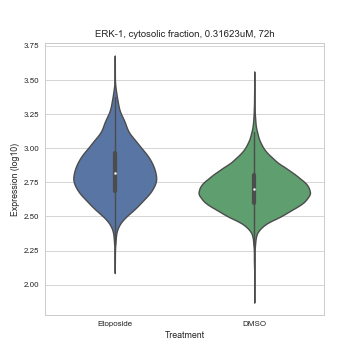 ERK-1, cytosolic fraction, 0.31623uM, 72h
3.75
3.50
3.25
3.00
2.75
2.50
2.25
2.00
Expression (log10)
Etoposide DMSO
Treatment